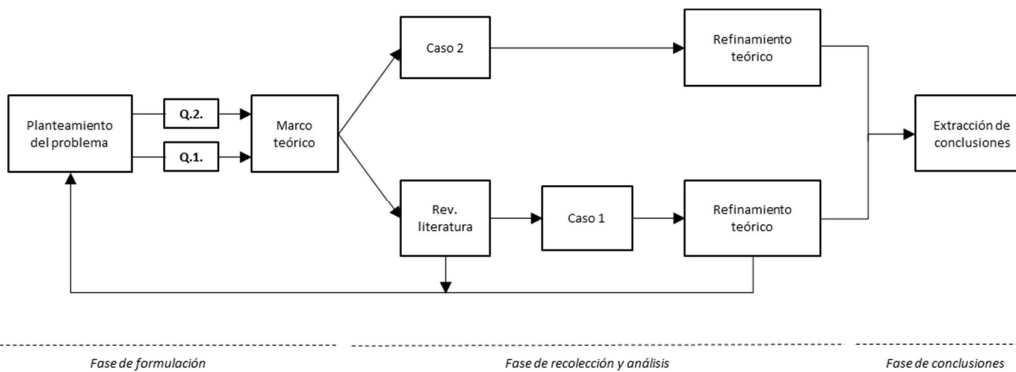 Caso 2
Refinamiento
teórico
Planteamiento
del problema
Q.2.
Q.1.
Marco
teórico
Extracción de
conclusiones
Rev.
literatura
Caso 1
Refinamiento
teórico
Fase de formulación
Fase de recolección y análisis
Fase de conclusiones